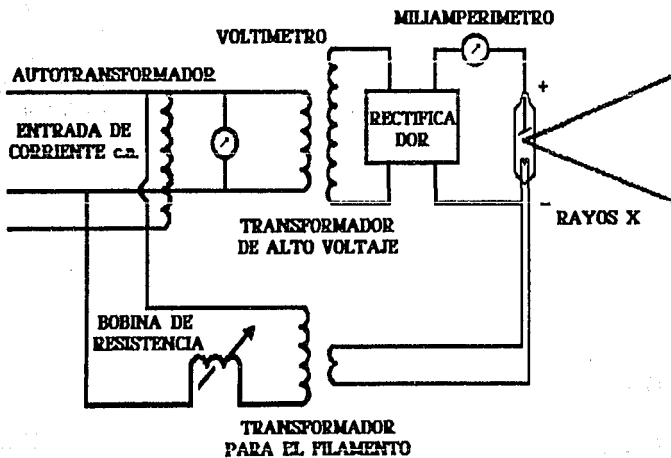 MILIAMPERIMETRO
VOLTIMETRO
AUTOTRANSFORMADOR
+
ENTRADA DE
CORRIENTE c.a.
RECTIFICA
DOR
TRANSFORMADOR
DE ALTO VOLTAJE
-
RAYOS X
BOBINA DE
RESISTENCIA
TRANSFORMADOR
PARA EL FILAMENTO